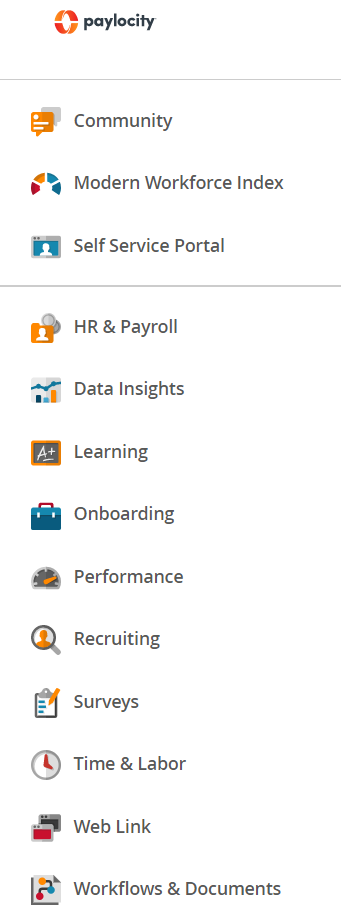 paylocity
Community
Modern Workforce Index
Self Service Portal
HR & Payroll
Data Insights
A+
Learning
Onboarding
Performance
Recruiting
Surveys
Time & Labor
Web Link
Workflows & Documents